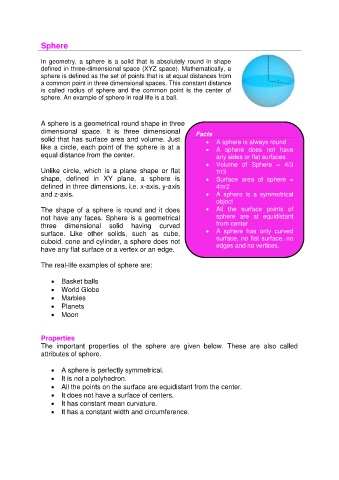 Sphere
In geometry, a sphere is a solid that is absolutely round in shape
defined in three-dimensional space (XYZ space). Mathematically, a
sphere is defined as the set of points that is at equal distances from
a common point in three dimensional spaces. This constant distance
is called radius of sphere and the common point is the center of
sphere. An example of sphere in real life is a ball.
A sphere is a geometrical round shape in three
dimensional space. It is three dimensional
solid that has surface area and volume. Just
like a circle, each point of the sphere is at a
equal distance from the center.
Unlike circle, which is a plane shape or flat
shape, defined in XY plane, a sphere is
defined in three dimensions, i.e. x-axis, y-axis
and z-axis.
The shape of a sphere is round and it does
not have any faces. Sphere is a geometrical
three dimensional solid having curved
surface. Like other solids, such as cube,
cuboid, cone and cylinder, a sphere does not
have any flat surface or a vertex or an edge.
Facts
• A sphere is always round
• A sphere does not have
any sides or flat surfaces
• Volume of Sphere = 4/3
πr3
• Surface area of sphere =
4πr2
• A sphere is a symmetrical
object
• All the surface points of
sphere are at equidistant
from center
• A sphere has only curved
surface, no flat surface, no
edges and no vertices.
The real-life examples of sphere are:
• Basket balls
• World Globe
• Marbles
• Planets
• Moon
Properties
The important properties of the sphere are given below. These are also called
attributes of sphere.
• A sphere is perfectly symmetrical.
• It is not a polyhedron.
• All the points on the surface are equidistant from the center.
• It does not have a surface of centers.
• It has constant mean curvature.
• It has a constant width and circumference.